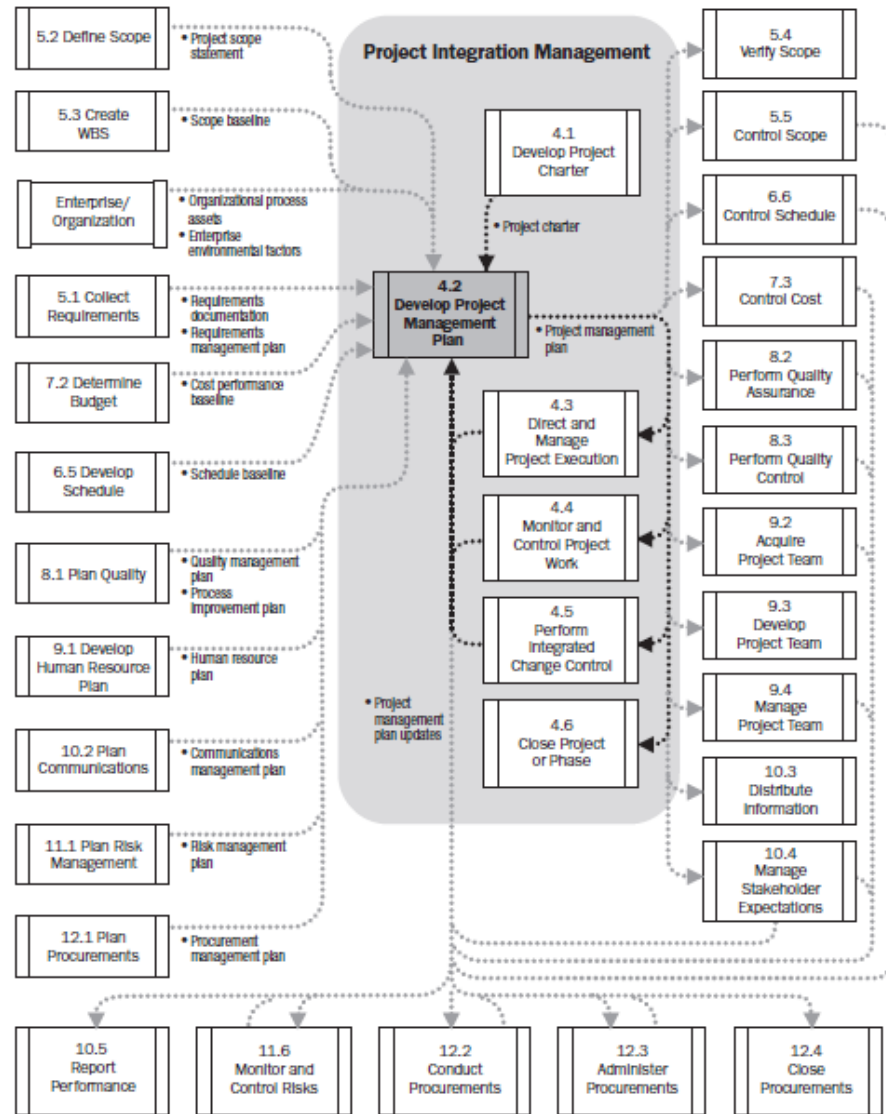 5.2 Define Scope
• Project scope
statement
5.3 Create
WBS
• Scope baseline
Enterprise/
Organization
• Organizational process
assets
• Enterprise
environmental factors
5.1 Collect
Requirements
• Requirements
documentation
• Requirements
management plan
7.2 Determine
Budget
• Cost performance
baseline
6.5 Develop
Schedule
• Schedule baseline
8.1 Plan Quality
• Quality management
plan
• Process
improvement plan
9.1 Develop
Human Resource
Plan
• Human resource
plan
10.2 Plan
Communications
• Communications
management plan
11.1 Plan Risk
Management
• Risk management
plan
12.1 Plan
Procurements
• Procurement
management plan
Project Integration Management
4.1
Develop Project
Charter
• Project charter
4.2
Develop Project
Management
Plan
• Project management
plan
4.3
Direct and
Manage
Project Execution
4.4
Monitor and
Control Project
Work
4.5
Perform
Integrated
Change Control
• Project
management
plan updates
4.6
Close Project
or Phase
5.4
Verify Scope
5.5
Control Scope
6.6
Control Schedule
7.3
Control Cost
8.2
Perform Quality
Assurance
8.3
Perform Quality
Control
9.2
Acquire
Project Team
9.3
Develop
Project Team
9.4
Manage
Project Team
10.3
Distribute
Information
10.4
Manage
Stakeholder
Expectations
10.5
Report
Performance
11.6
Monitor and
Control Risks
12.2
Conduct
Procurements
12.3
Administer
Procurements
12.4
Close
Procurements